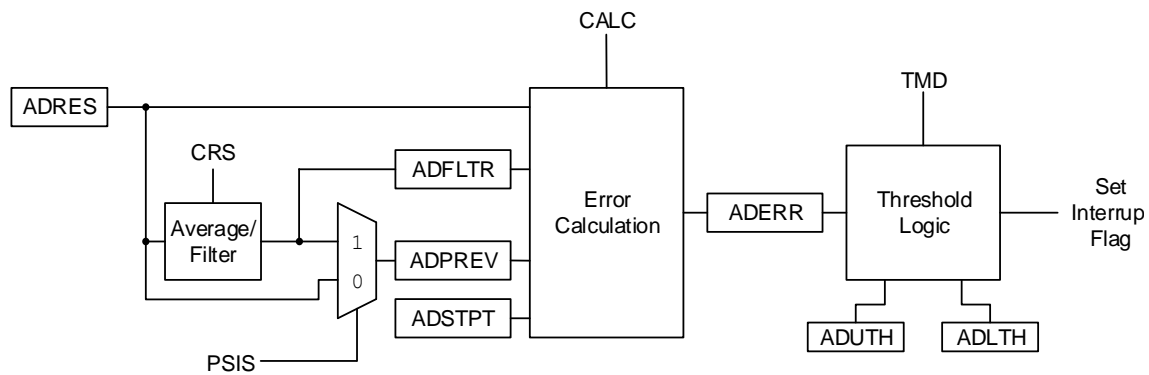 CALC
TMD
ADRES
CRS
ADFLTR
Average/
Filter
1
0
ADPREV
ADSTPT
PSIS
Error
Calculation
ADERR
Threshold
Logic
Set
Interrup
Flag
ADUTH
ADLTH